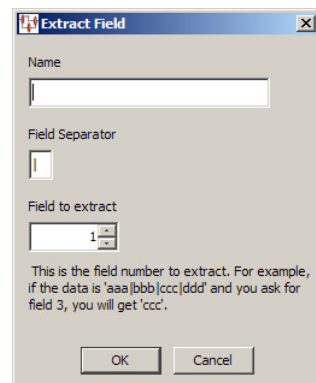 Extract Field
Name
Field Separator
|
Field to extract
1
This is the field number to extract. For example,
if the data is 'aaa|bbb|ccc|ddd' and you ask for
field 3, you will get 'ccc'.
OK Cancel